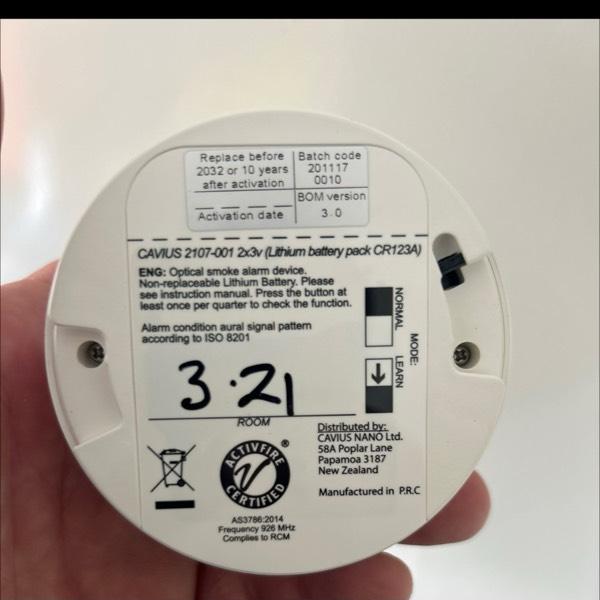 Replace before
2032 or 10 years
after activation
Activation date
Batch code
201117
0010
BOM version
3.0
CAVIUS 2107-001 2x3v (Lithium battery pack CR123A)
ENG: Optical smoke alarm device.
Non-replaceable Lithium Battery. Please
see instruction manual. Press the button at
least once per quarter to check the function.
Alarm condition aural signal pattern
according to ISO 8201
NORMAL
MODE:
LEARN
3.21
ROOM
ACTIVFIRE
®
CERTIFIED
AS3786:2014
Frequency 926 MHz
Complies to RCM
Distributed by:
CAVIUS NANO Ltd.
58A Poplar Lane
Papamoa 3187
New Zealand
Manufactured in P.R.C